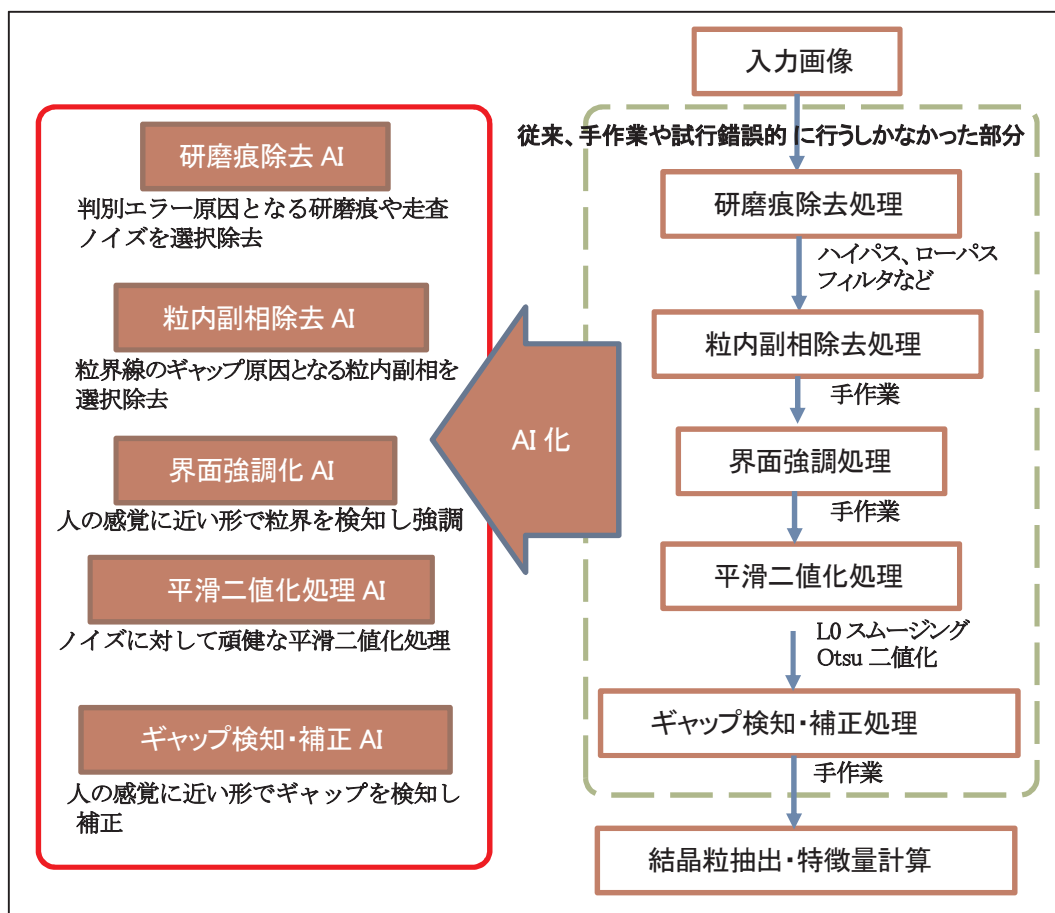 入力画像
従来、手作業や試行錯誤的 に行うしかなかった部分
研磨痕除去処理
ハイパス、ローパス
フィルタなど
粒内副相除去処理
手作業
界面強調処理
手作業
平滑二値化処理
L0 スムージング
Otsu 二値化
ギャップ検知・補正処理
手作業
結晶粒抽出・特徴量計算
AI 化
研磨痕除去 AI
判別エラー原因となる研磨痕や走査
ノイズを選択除去
粒内副相除去 AI
粒界線のギャップ原因となる粒内副相を
選択除去
界面強調化 AI
人の感覚に近い形で粒界を検知し強調
平滑二値化処理 AI
ノイズに対して頑健な平滑二値化処理
ギャップ検知・補正 AI
人の感覚に近い形でギャップを検知し
補正